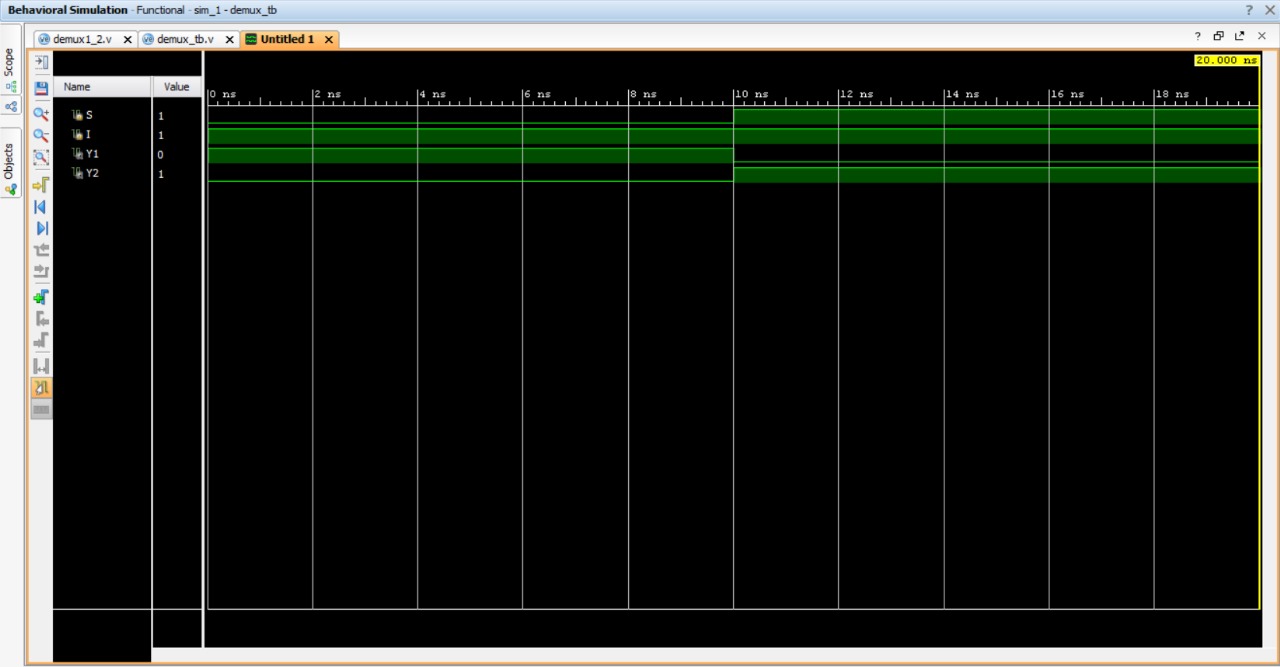 Behavioral Simulation - Functional - sim_1 - demux_tb
demux1_2.v demux_tb.v Untitled 1
Scope
Objects
20.000 ns
Name Value
0 ns 2 ns 4 ns 6 ns 8 ns 10 ns 12 ns 14 ns 16 ns 18 ns
S 1
I 1
Y1 0
Y2 1